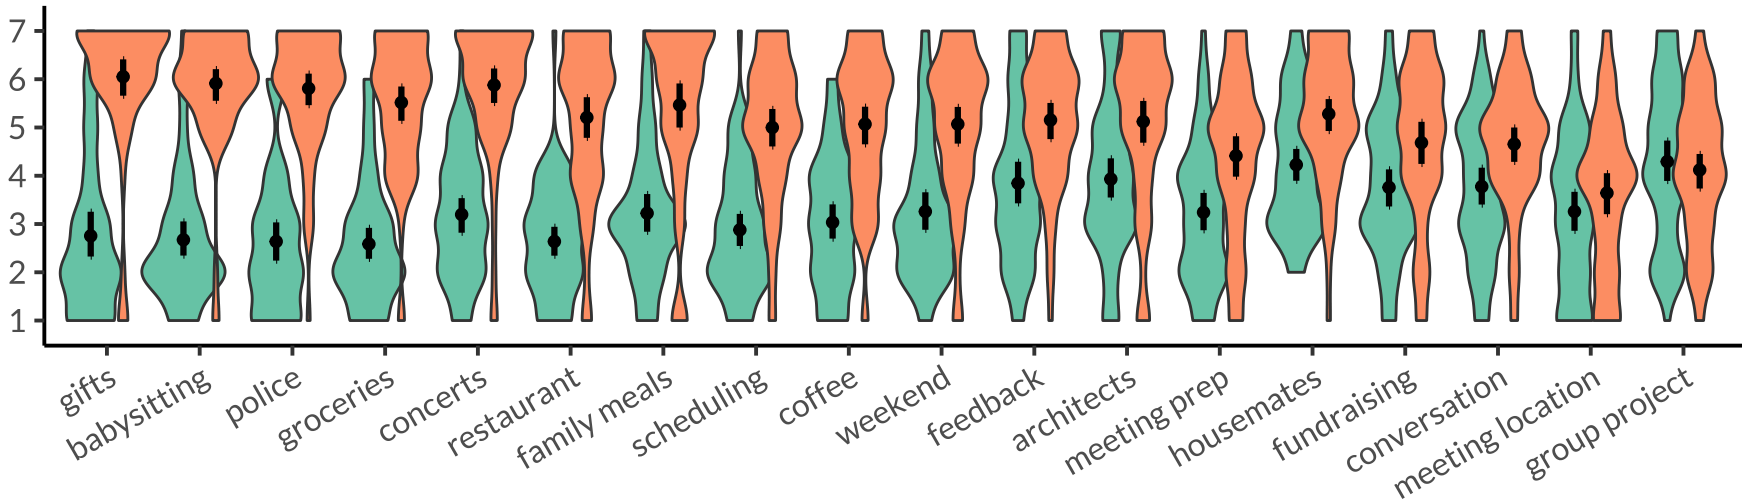 7
6
5
4
3
2
1
gifts
babysitting
police
groceries
concerts
restaurant
family meals
scheduling
coffee
weekend
feedback
architects
meeting prep
housemates
fundraising
conversation
meeting location
group project